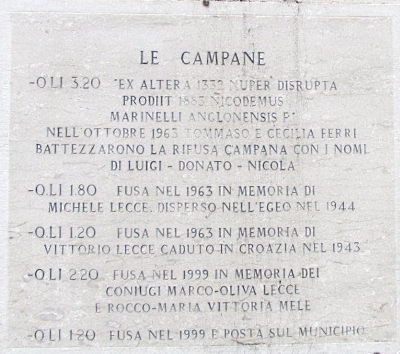 LE CAMPANE
-Q.LI 3.20 "EX ALTERA 1332 NUPER DISRUPTA
PRODIIT 1883 NICODEMUS
MARINELLI ANGLONENSIS P."
NELL'OTTOBRE 1963 TOMMASO E CECILIA FERRI
BATTEZZARONO LA RIFUSA CAMPANA CON I NOMI
DI LUIGI - DONATO - NICOLA
-Q.LI 1.80 FUSA NEL 1963 IN MEMORIA DI
MICHELE LECCE. DISPERSO NELL'EGEO NEL 1944
-Q.LI 1.20 FUSA NEL 1963 IN MEMORIA DI
VITTORIO LECCE CADUTO IN CROAZIA NEL 1943
-Q.LI 2.20 FUSA NEL 1999 IN MEMORIA DEI
CONIUGI MARCO-OLIVA LECCE
E ROCCO-MARIA VITTORIA MELE
-Q.LI 1.20 FUSA NEL 1999 E POSTA SUL MUNICIPIO